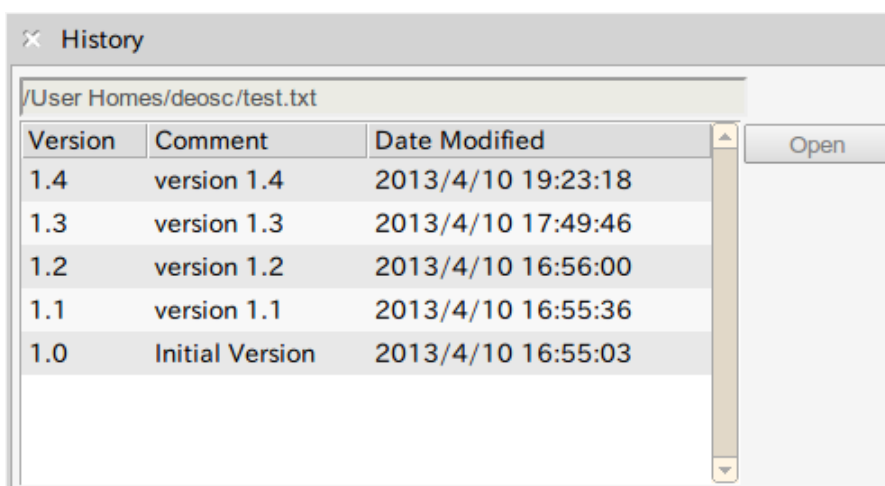 History
/User Homes/deosc/test.txt
Version Comment Date Modified
Open
1.4 version 1.4 2013/4/10 19:23:18
1.3 version 1.3 2013/4/10 17:49:46
1.2 version 1.2 2013/4/10 16:56:00
1.1 version 1.1 2013/4/10 16:55:36
1.0 Initial Version 2013/4/10 16:55:03